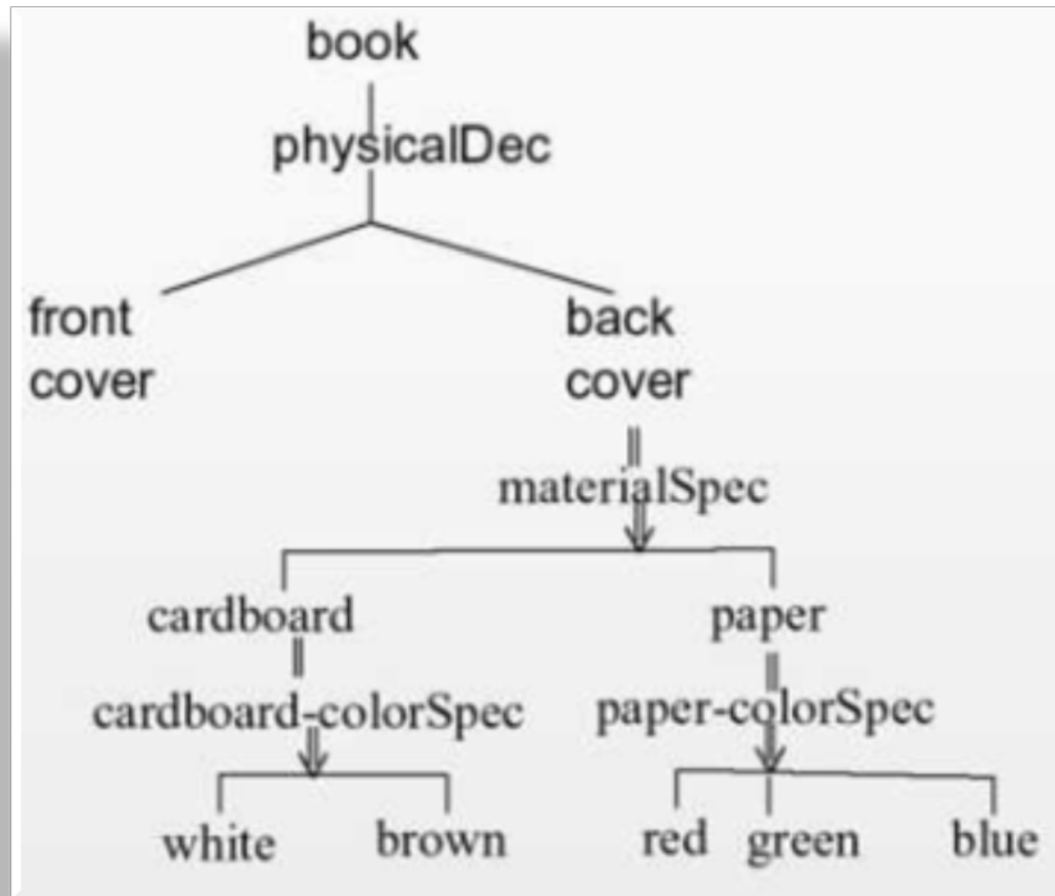 book
physicalDec
front
cover
back
cover
materialSpec
cardboard
paper
cardboard-colorSpec
paper-colorSpec
white
brown
red
green
blue